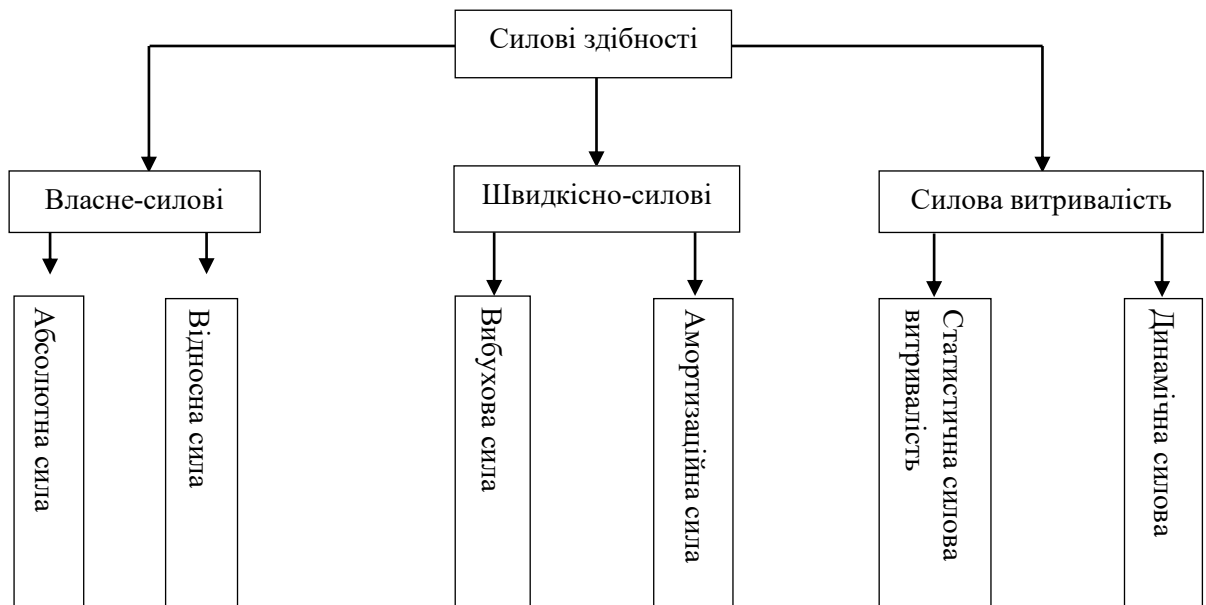 Силові здібності
Власне-силові
Швидкісно-силові
Силова витривалість
Абсолютна сила
Відносна сила
Вибухова сила
Амортизаційна сила
Статистична силова
витривалість
Динамічна силова